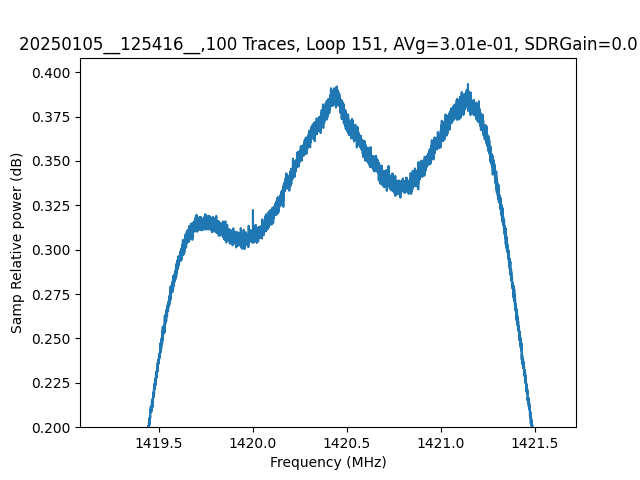 20250105__125416__,100 Traces, Loop 151, AVg=3.01e-01, SDRGain=0.0
0.400
0.375
0.350
0.325
0.300
0.275
0.250
0.225
0.200
Samp Relative power (dB)
1419.5 1420.0 1420.5 1421.0 1421.5
Frequency (MHz)